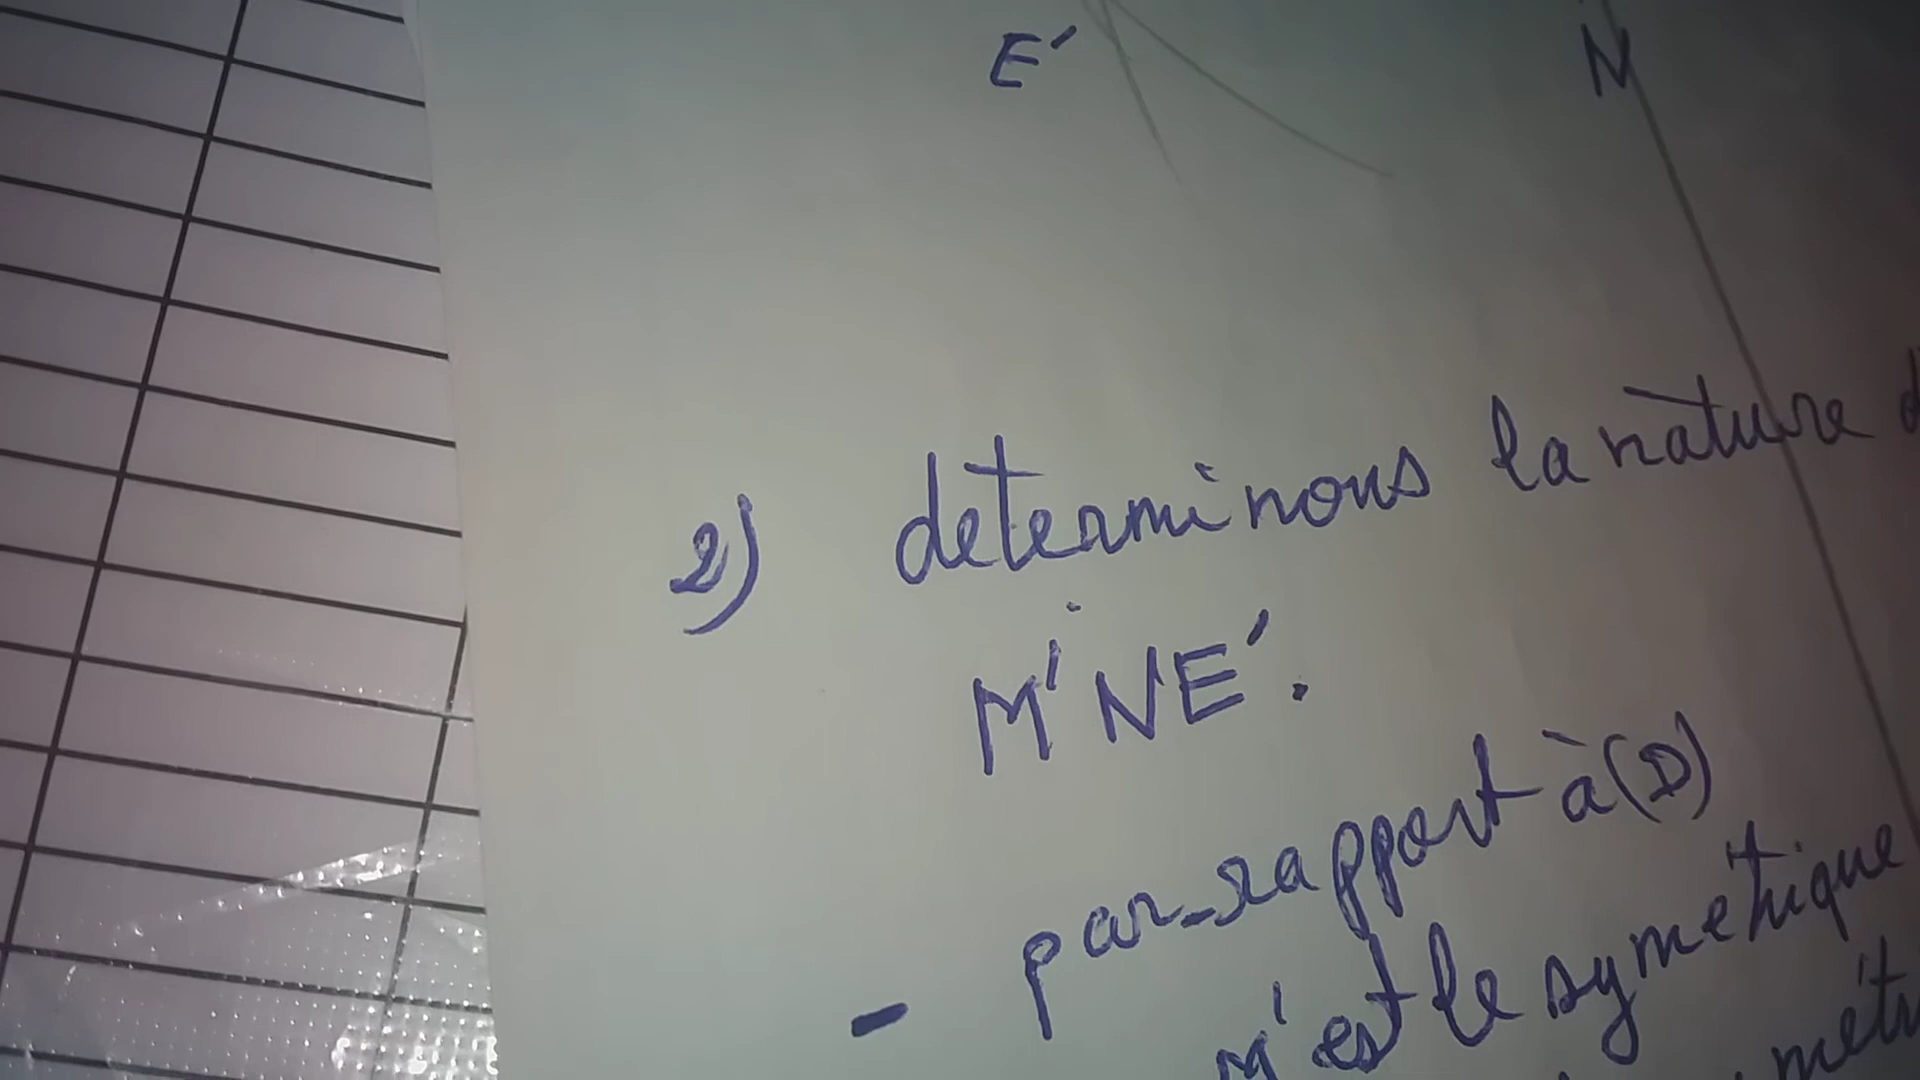 E' N
2) determinons la nature
M'NE'.
- par-rapport à (D)
M' est le symetrique